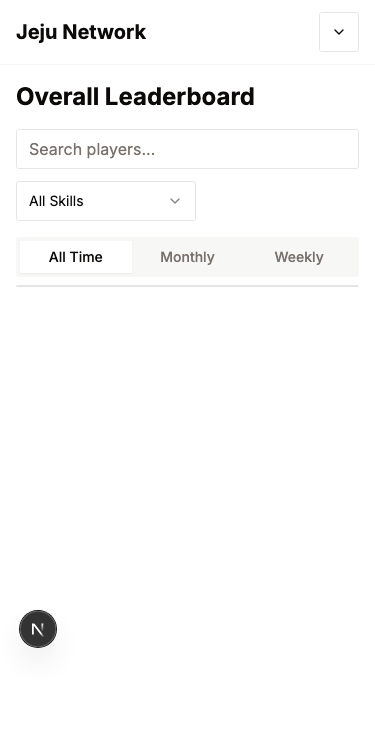 Jeju Network
Overall Leaderboard
Search players...
All Skills
All Time Monthly Weekly
N